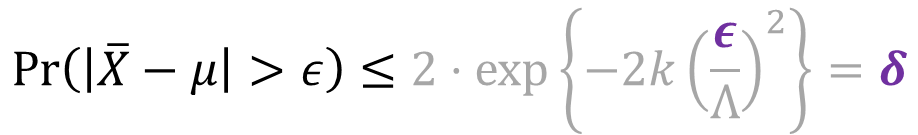 Pr(|X̄ − μ| > ϵ) ≤ 2 · exp{−2k(ϵ/Λ)²} = δ